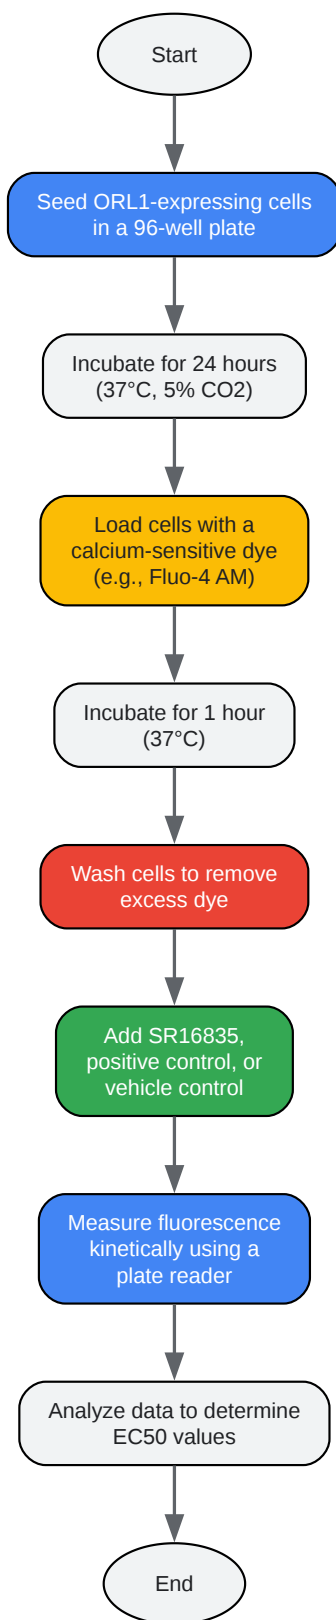 Start
Seed ORL1-expressing cells
in a 96-well plate
Incubate for 24 hours
(37°C, 5% CO2)
Load cells with a
calcium-sensitive dye
(e.g., Fluo-4 AM)
Incubate for 1 hour
(37°C)
Wash cells to remove
excess dye
Add SR16835,
positive control, or
vehicle control
Measure fluorescence
kinetically using a
plate reader
Analyze data to determine
EC50 values
End